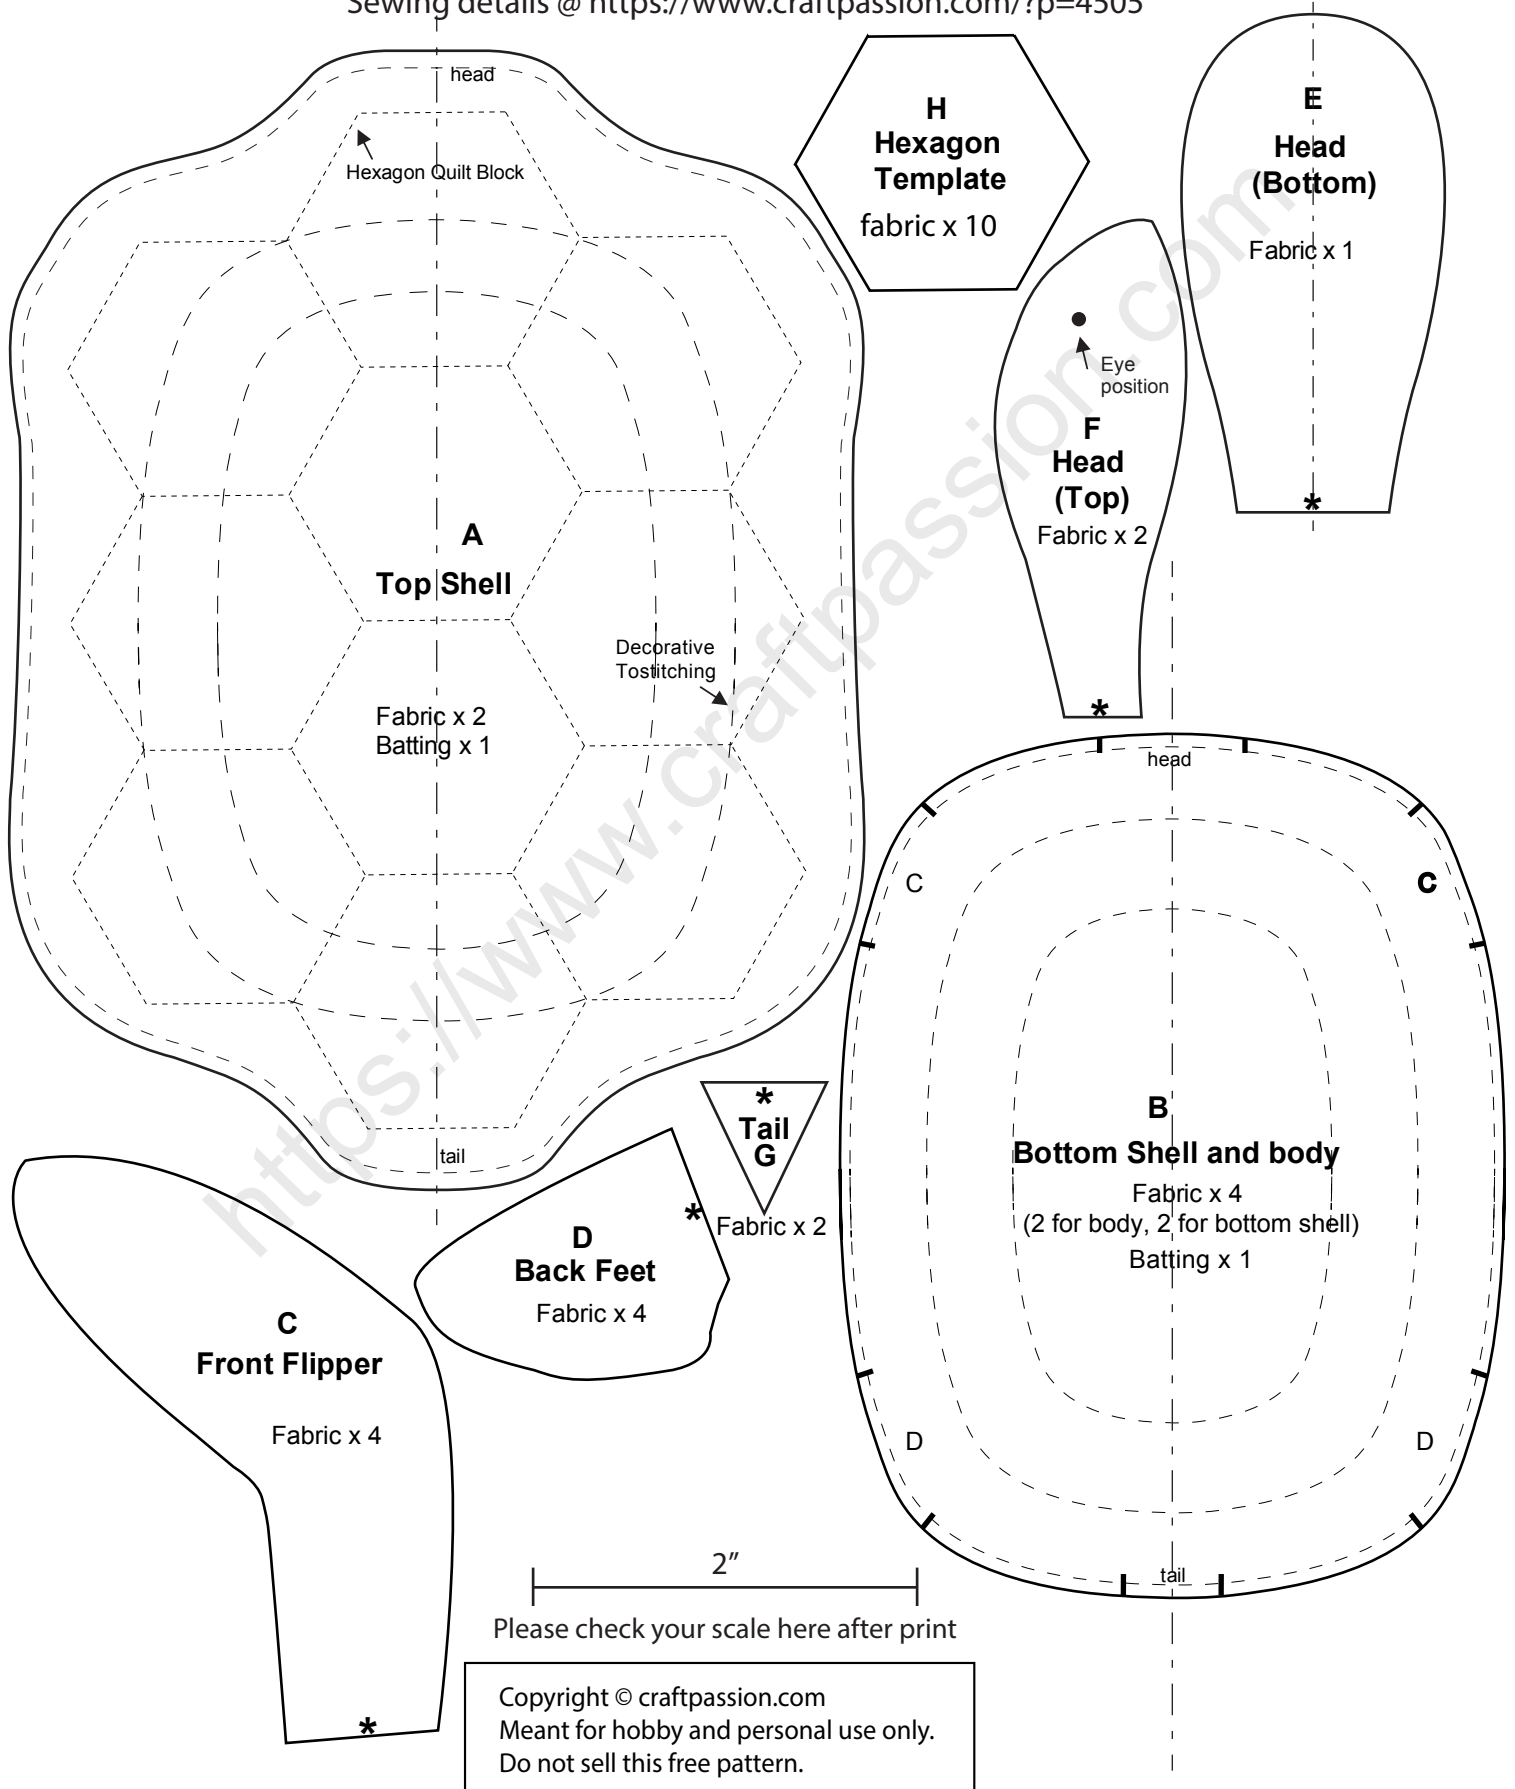 Sewing details @ https://www.craftpassion.com/?p=4505
head
Hexagon Quilt Block
A
Top Shell
Decorative
Tostitching
Fabric x 2
Batting x 1
tail
H
Hexagon
Template
fabric x 10
E
Head
(Bottom)
Fabric x 1
*
Eye
position
F
Head
(Top)
Fabric x 2
*
head
C
C
B
Bottom Shell and body
Fabric x 4
(2 for body, 2 for bottom shell)
Batting x 1
D
D
tail
*
Tail
G
Fabric x 2
*
D
Back Feet
Fabric x 4
C
Front Flipper
Fabric x 4
*
2”
Please check your scale here after print
Copyright © craftpassion.com
Meant for hobby and personal use only.
Do not sell this free pattern.
https://www.craftpassion.com